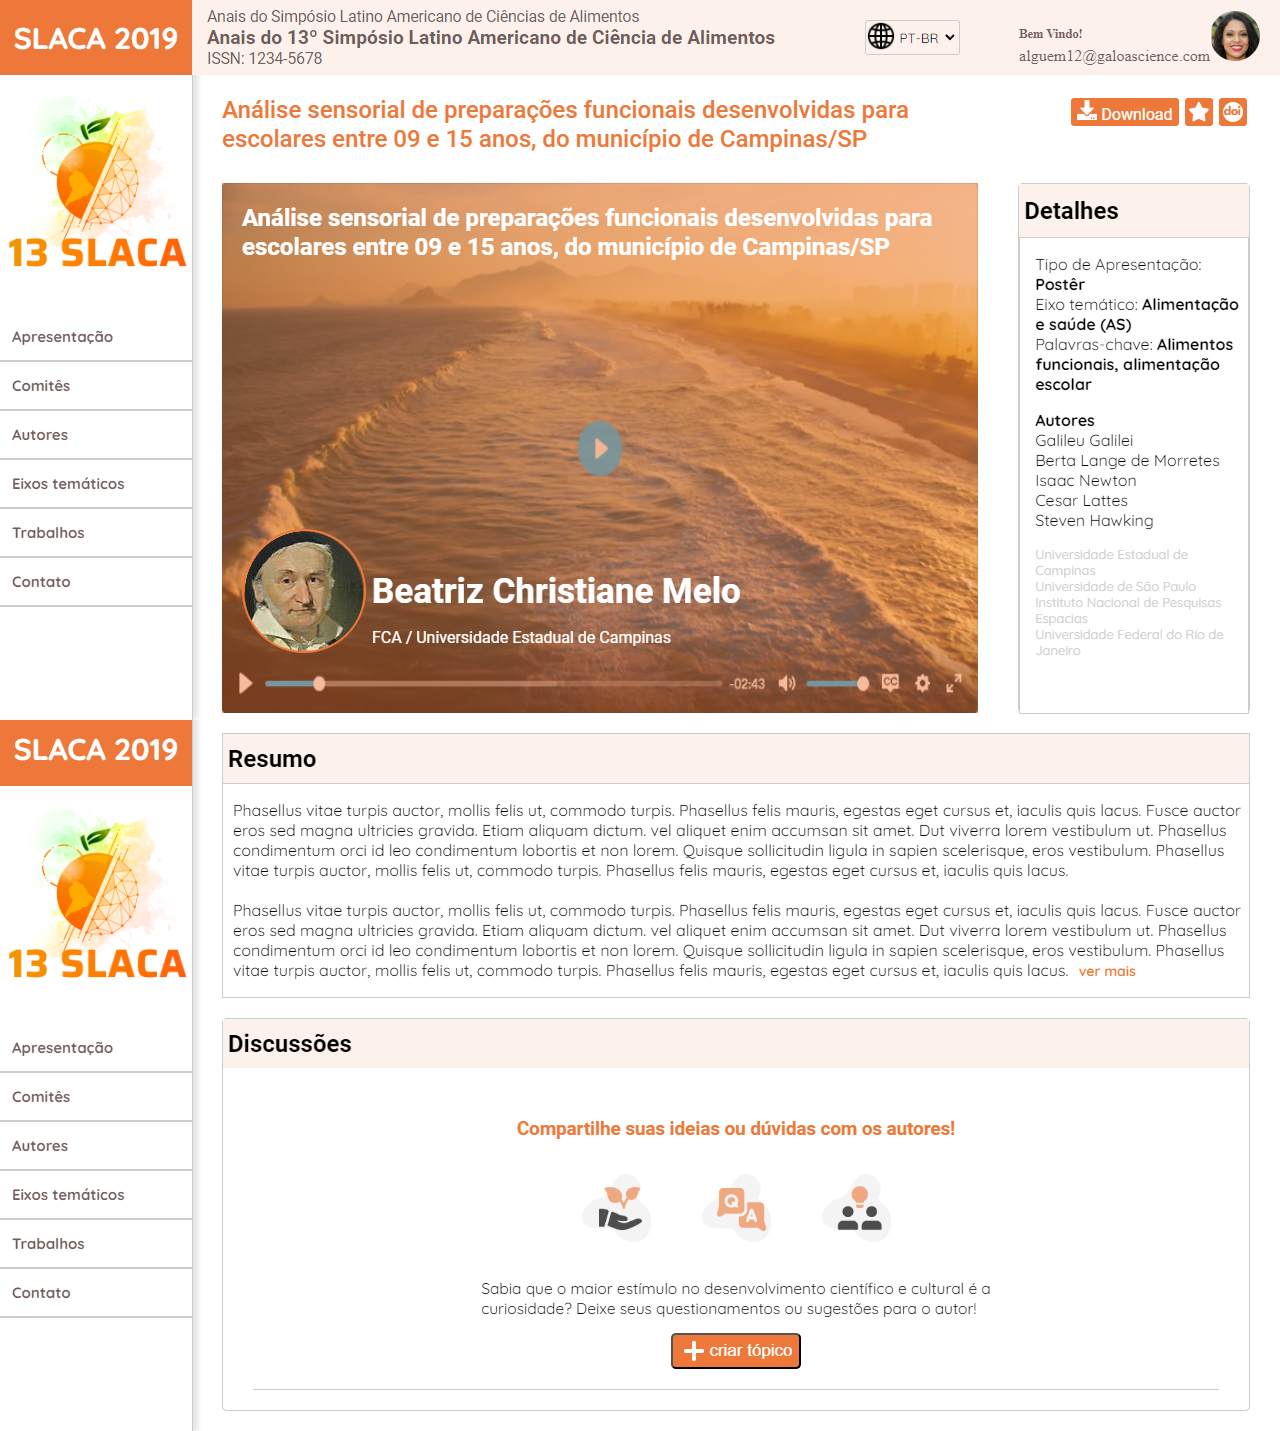 SLACA 2019
Anais do Simpósio Latino Americano de Ciências de Alimentos
Anais do 13º Simpósio Latino Americano de Ciência de Alimentos
ISSN: 1234-5678
PT-BR
Bem Vindo!
alguem12@galoascience.com
13 SLACA
Apresentação
Comitês
Autores
Eixos temáticos
Trabalhos
Contato
Análise sensorial de preparações funcionais desenvolvidas para
escolares entre 09 e 15 anos, do município de Campinas/SP
Download
doi
Análise sensorial de preparações funcionais desenvolvidas para
escolares entre 09 e 15 anos, do município de Campinas/SP
Beatriz Christiane Melo
FCA / Universidade Estadual de Campinas
-02:43
CC
Detalhes
Tipo de Apresentação:
Postêr
Eixo temático: Alimentação
e saúde (AS)
Palavras-chave: Alimentos
funcionais, alimentação
escolar
Autores
Galileu Galilei
Berta Lange de Morretes
Isaac Newton
Cesar Lattes
Steven Hawking
Universidade Estadual de
Campinas
Universidade de São Paulo
Instituto Nacional de Pesquisas
Espacias
Universidade Federal do Rio de
Janeiro
SLACA 2019
13 SLACA
Apresentação
Comitês
Autores
Eixos temáticos
Trabalhos
Contato
Resumo
Phasellus vitae turpis auctor, mollis felis ut, commodo turpis. Phasellus felis mauris, egestas eget cursus et, iaculis quis lacus. Fusce auctor
eros sed magna ultricies gravida. Etiam aliquam dictum. vel aliquet enim accumsan sit amet. Dut viverra lorem vestibulum ut. Phasellus
condimentum orci id leo condimentum lobortis et non lorem. Quisque sollicitudin ligula in sapien scelerisque, eros vestibulum. Phasellus
vitae turpis auctor, mollis felis ut, commodo turpis. Phasellus felis mauris, egestas eget cursus et, iaculis quis lacus.
Phasellus vitae turpis auctor, mollis felis ut, commodo turpis. Phasellus felis mauris, egestas eget cursus et, iaculis quis lacus. Fusce auctor
eros sed magna ultricies gravida. Etiam aliquam dictum. vel aliquet enim accumsan sit amet. Dut viverra lorem vestibulum ut. Phasellus
condimentum orci id leo condimentum lobortis et non lorem. Quisque sollicitudin ligula in sapien scelerisque, eros vestibulum. Phasellus
vitae turpis auctor, mollis felis ut, commodo turpis. Phasellus felis mauris, egestas eget cursus et, iaculis quis lacus. ver mais
Discussões
Compartilhe suas ideias ou dúvidas com os autores!
Q
A
Sabia que o maior estímulo no desenvolvimento científico e cultural é a
curiosidade? Deixe seus questionamentos ou sugestões para o autor!
criar tópico